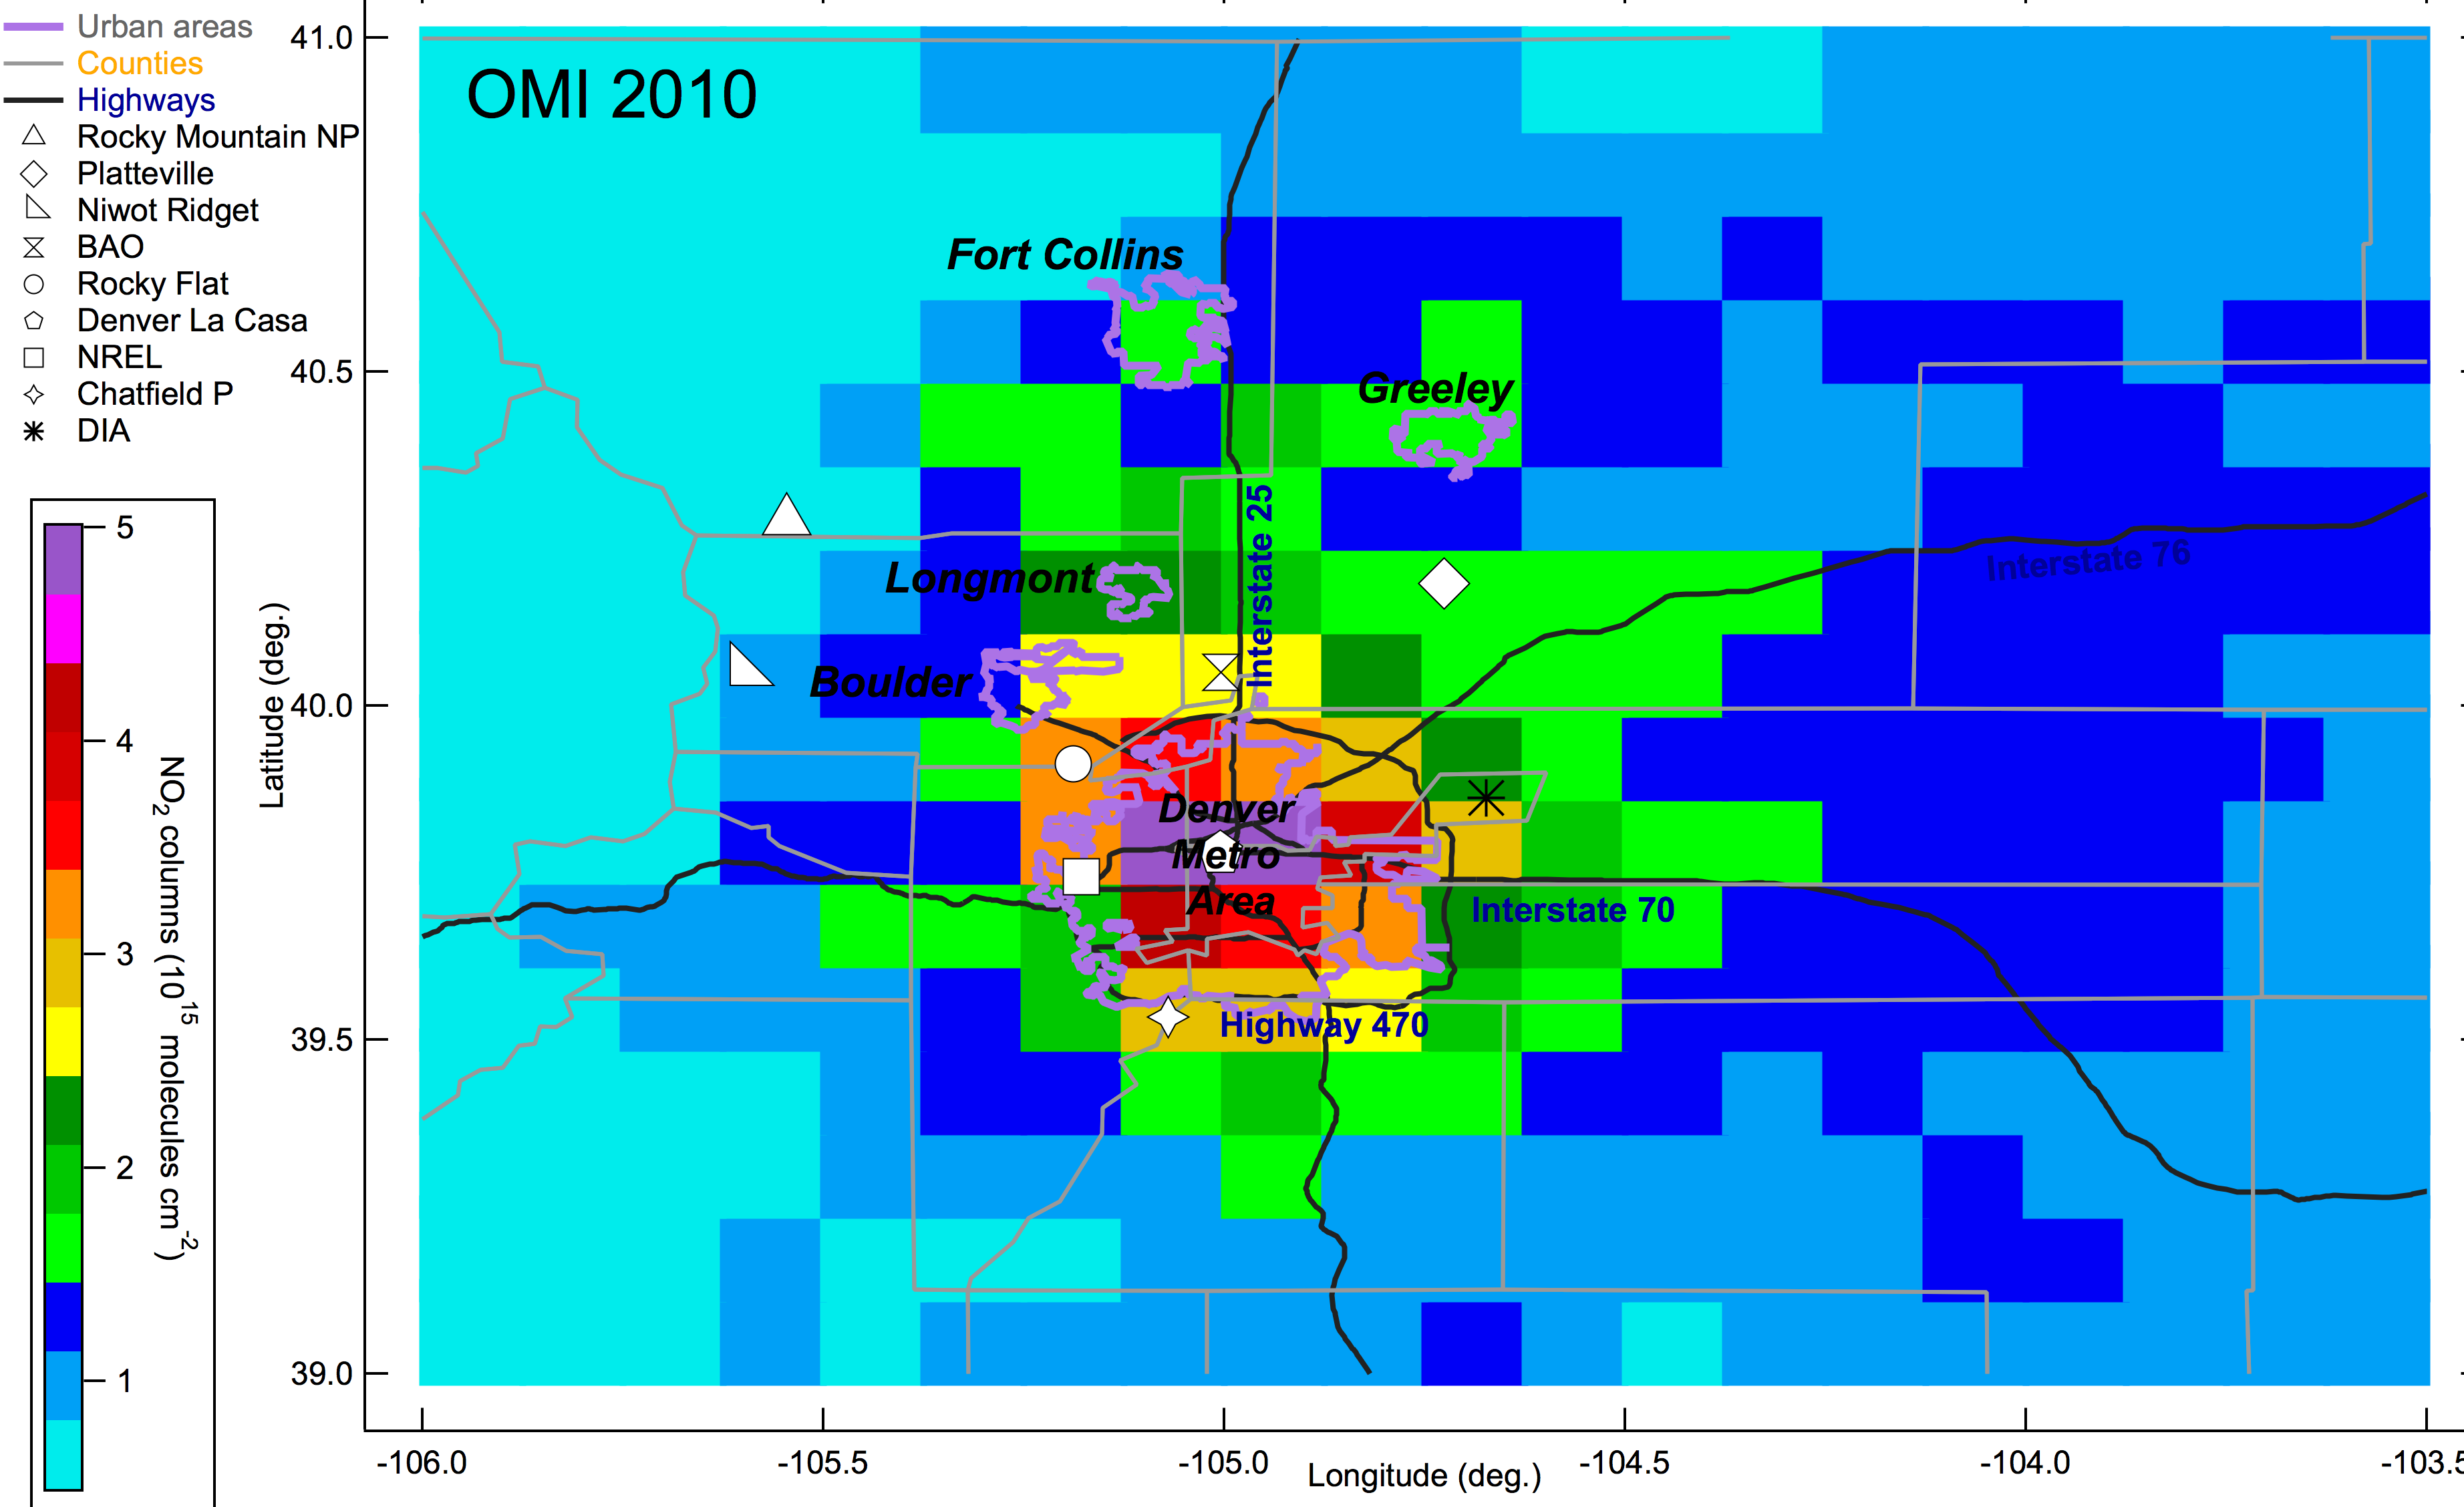 Urban areas
Counties
Highways
Rocky Mountain NP
Platteville
Niwot Ridget
BAO
Rocky Flat
Denver La Casa
NREL
Chatfield P
DIA
5
4
3
2
1
NO2 columns (10^15 molecules cm^-2)
OMI 2010
41.0
40.5
40.0
39.5
39.0
Latitude (deg.)
Fort Collins
Greeley
Interstate 25
Interstate 76
Longmont
Boulder
Denver
Metro
Area
Interstate 70
Highway 470
-106.0
-105.5
-105.0
-104.5
-104.0
-103.5
Longitude (deg.)